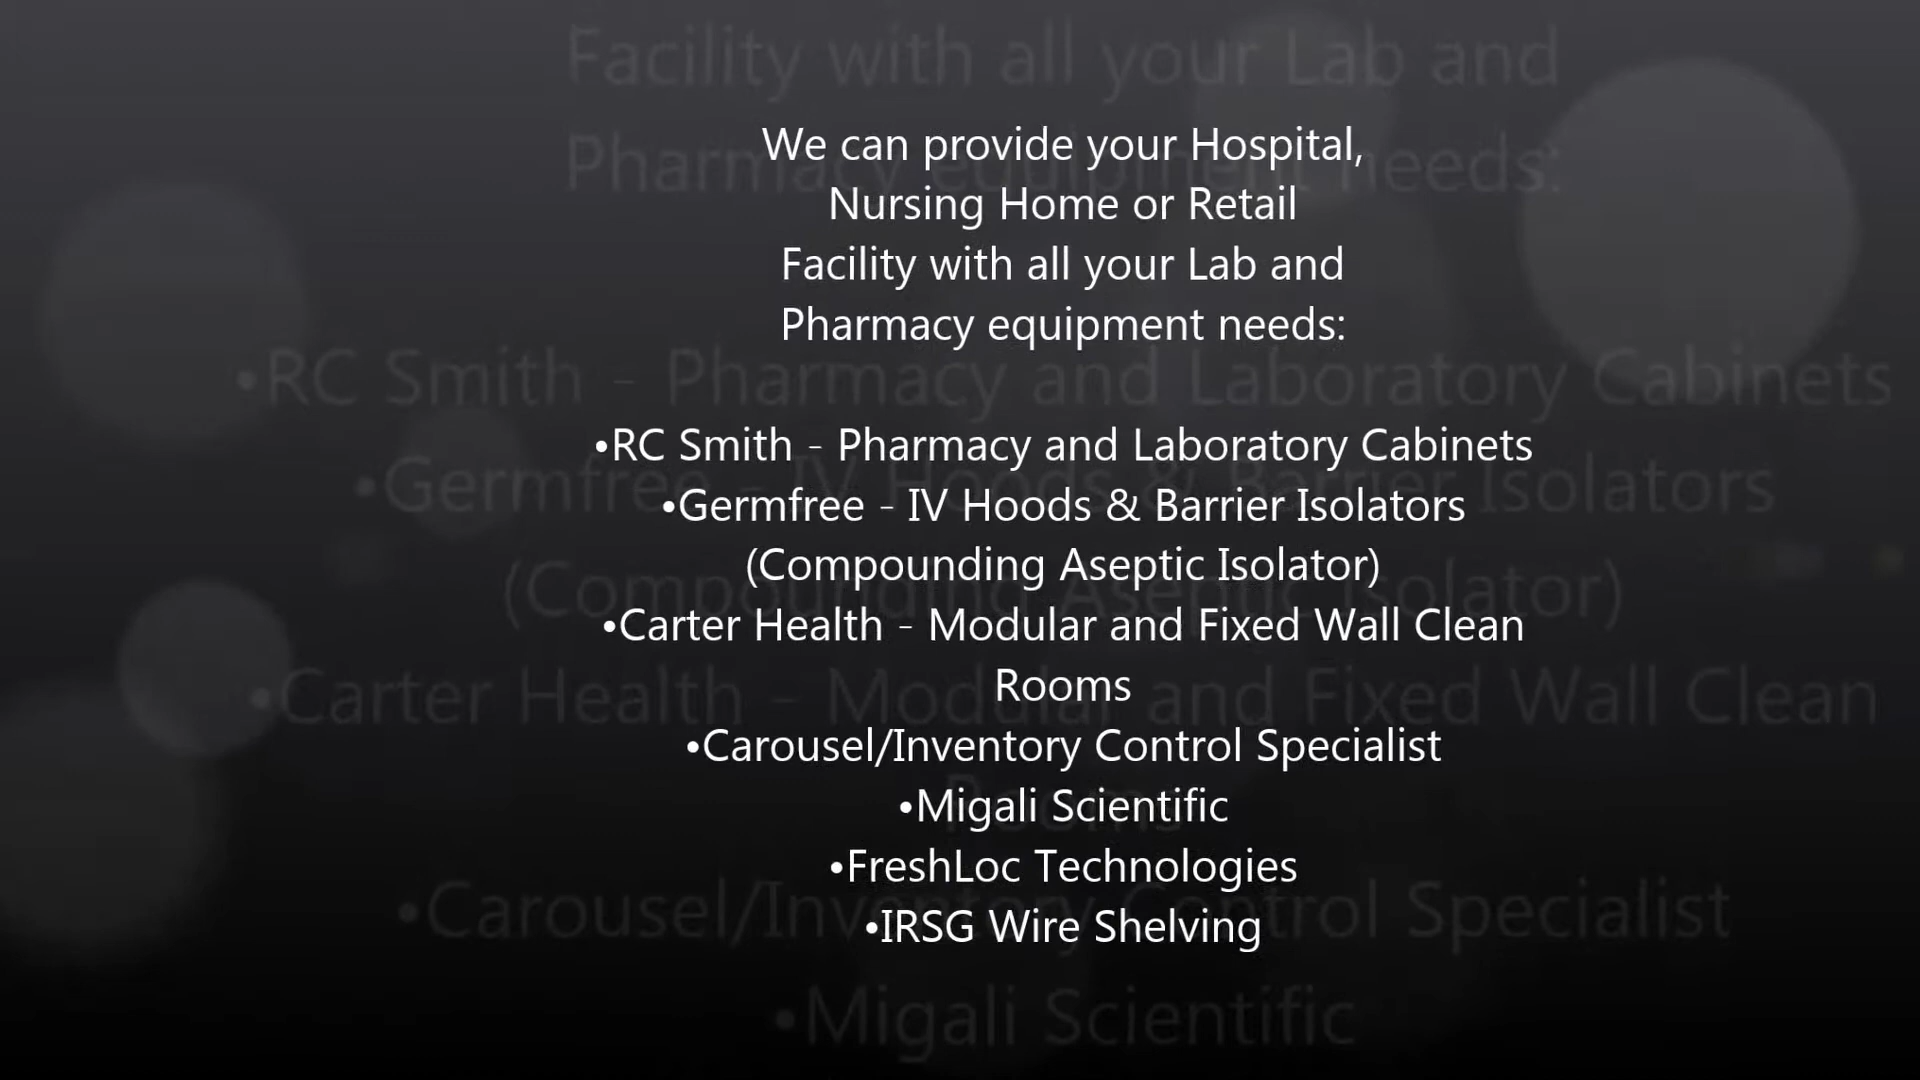 We can provide your Hospital,
Nursing Home or Retail
Facility with all your Lab and
Pharmacy equipment needs:
•RC Smith - Pharmacy and Laboratory Cabinets
•Germfree - IV Hoods & Barrier Isolators
(Compounding Aseptic Isolator)
•Carter Health - Modular and Fixed Wall Clean
Rooms
•Carousel/Inventory Control Specialist
•Migali Scientific
•FreshLoc Technologies
•IRSG Wire Shelving